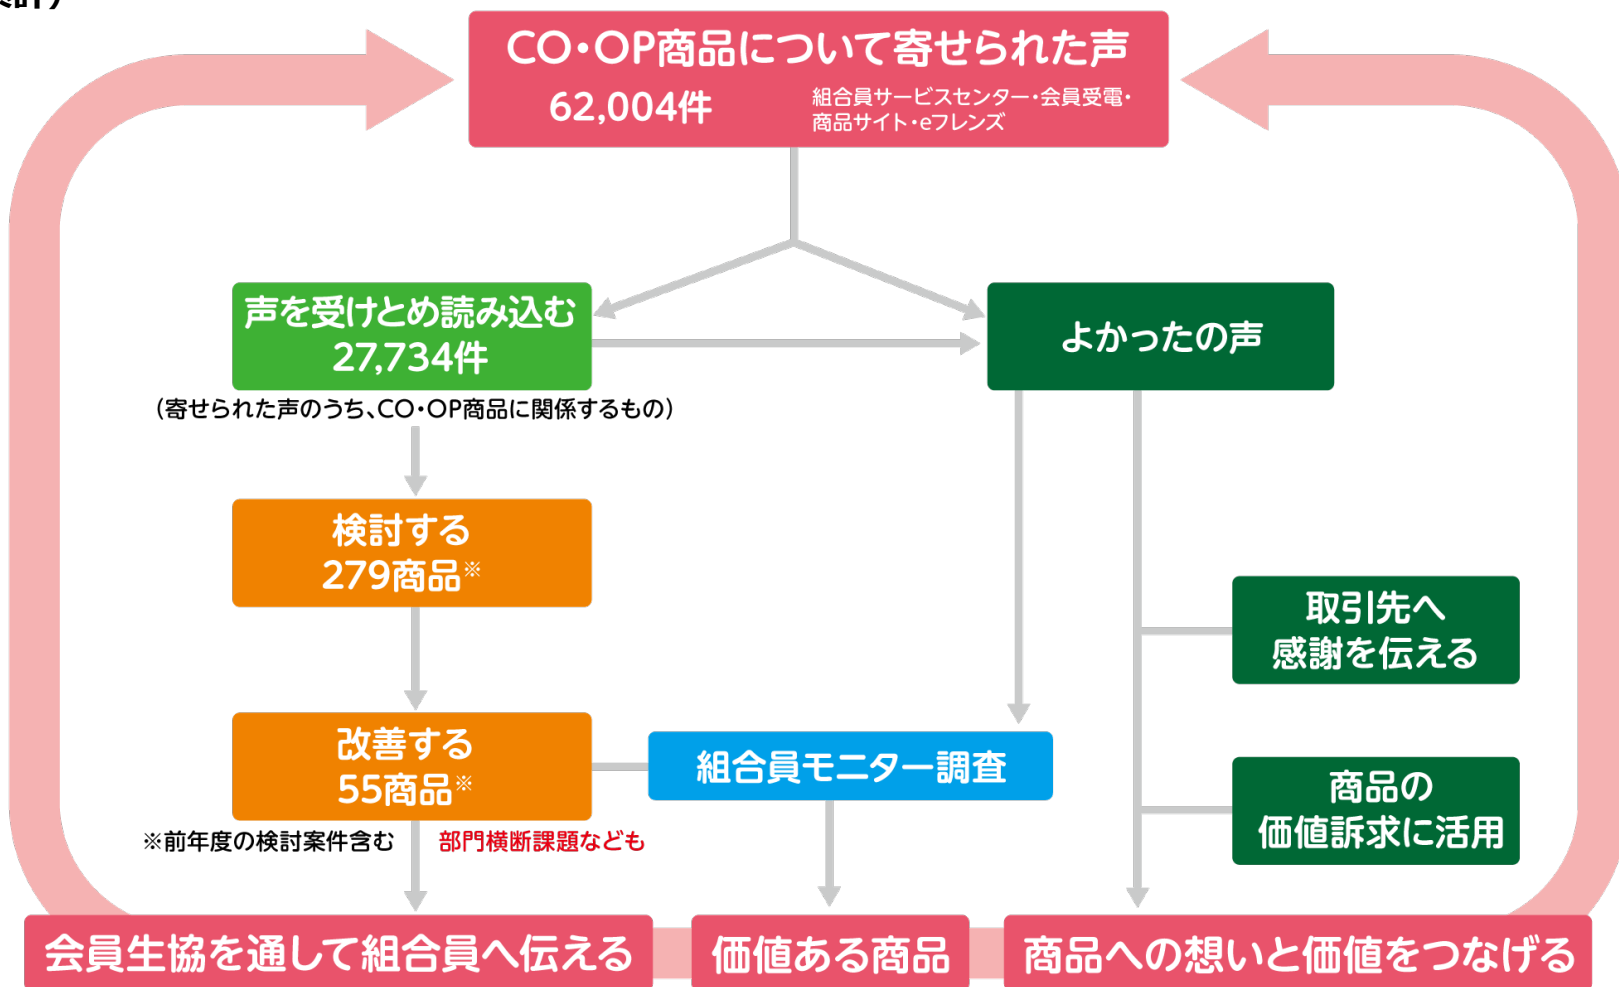 CO・OP商品について寄せられた声
62,004件
組合員サービスセンター・会員受電・
商品サイト・eフレンズ
声を受けとめ読み込む
27,734件
(寄せられた声のうち、CO・OP商品に関係するもの)
よかったの声
検討する
279商品※
取引先へ
感謝を伝える
改善する
55商品※
組合員モニター調査
商品の
価値訴求に活用
※前年度の検討案件含む
部門横断課題なども
会員生協を通して組合員へ伝える
価値ある商品
商品への想いと価値をつなげる